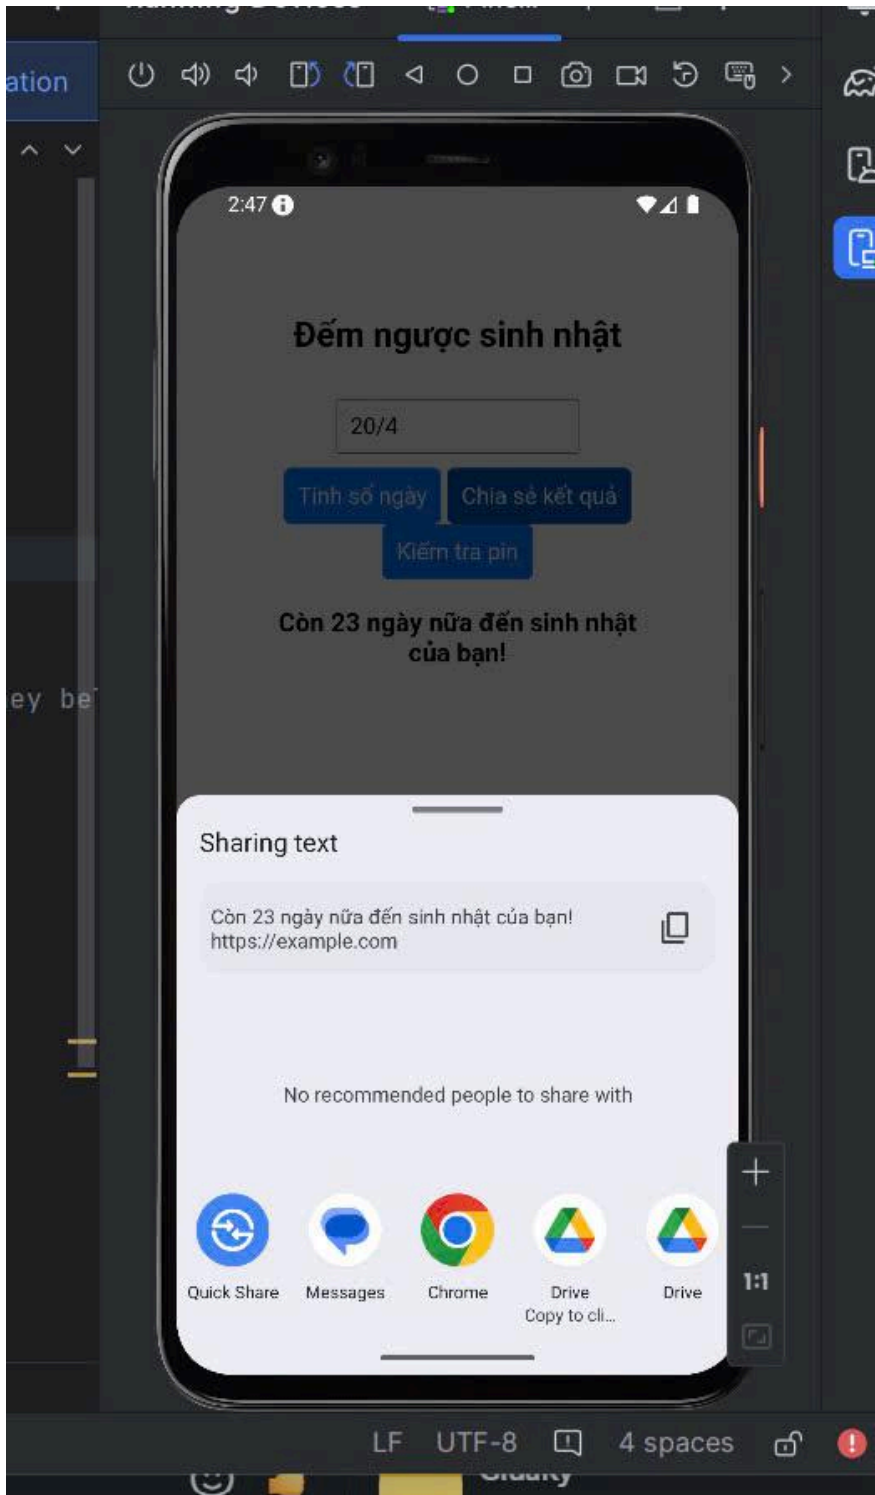 ation
2:47
Đếm ngược sinh nhật
20/4
Tính số ngày
Chia sẻ kết quả
Kiểm tra pin
Còn 23 ngày nữa đến sinh nhật
của bạn!
ey be
Sharing text
Còn 23 ngày nữa đến sinh nhật của bạn!
https://example.com
No recommended people to share with
Quick Share
Messages
Chrome
Drive
Copy to cli...
Drive
1:1
LF
UTF-8
4 spaces